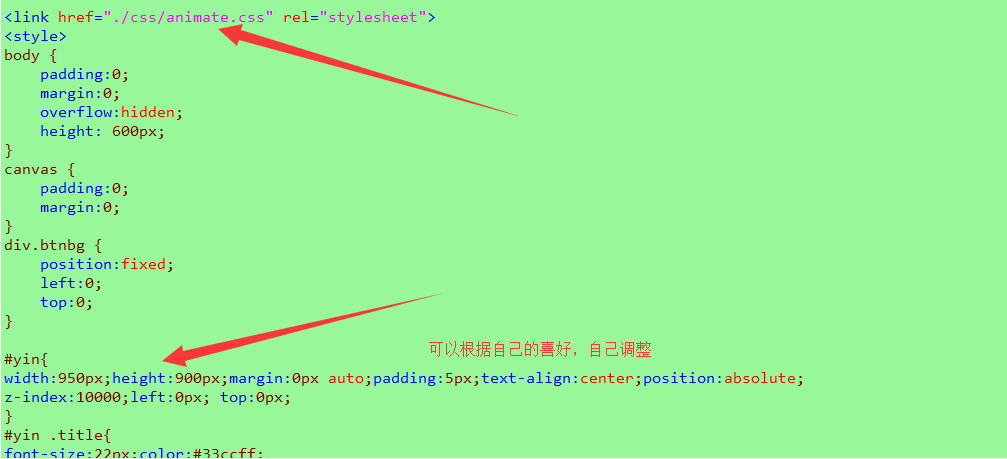 <link href="./css/animate.css" rel="stylesheet">
<style>
body {
    padding:0;
    margin:0;
    overflow:hidden;
    height: 600px;
}
canvas {
    padding:0;
    margin:0;
}
div.btnbg {
    position:fixed;
    left:0;
    top:0;
}
可以根据自己的喜好，自己调整
#yin{
width:950px;height:900px;margin:0px auto;padding:5px;text-align:center;position:absolute;
z-index:10000;left:0px; top:0px;
}
#yin .title{
font-size:22px;color:#33ccff;